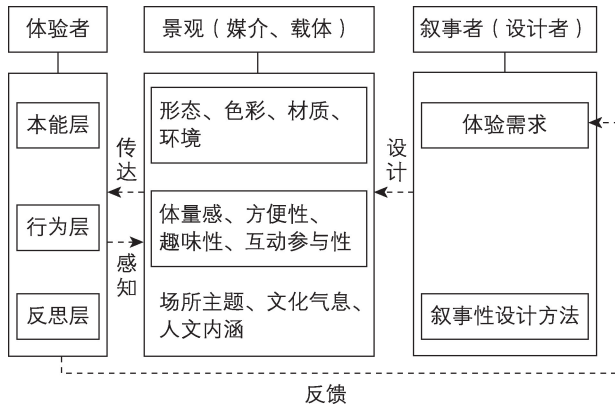 体验者
景观（媒介、载体）
叙事者（设计者）
本能层
行为层
反思层
传达
感知
形态、色彩、材质、
环境
体量感、方便性、
趣味性、互动参与性
场所主题、文化气息、
人文内涵
设计
体验需求
叙事性设计方法
反馈